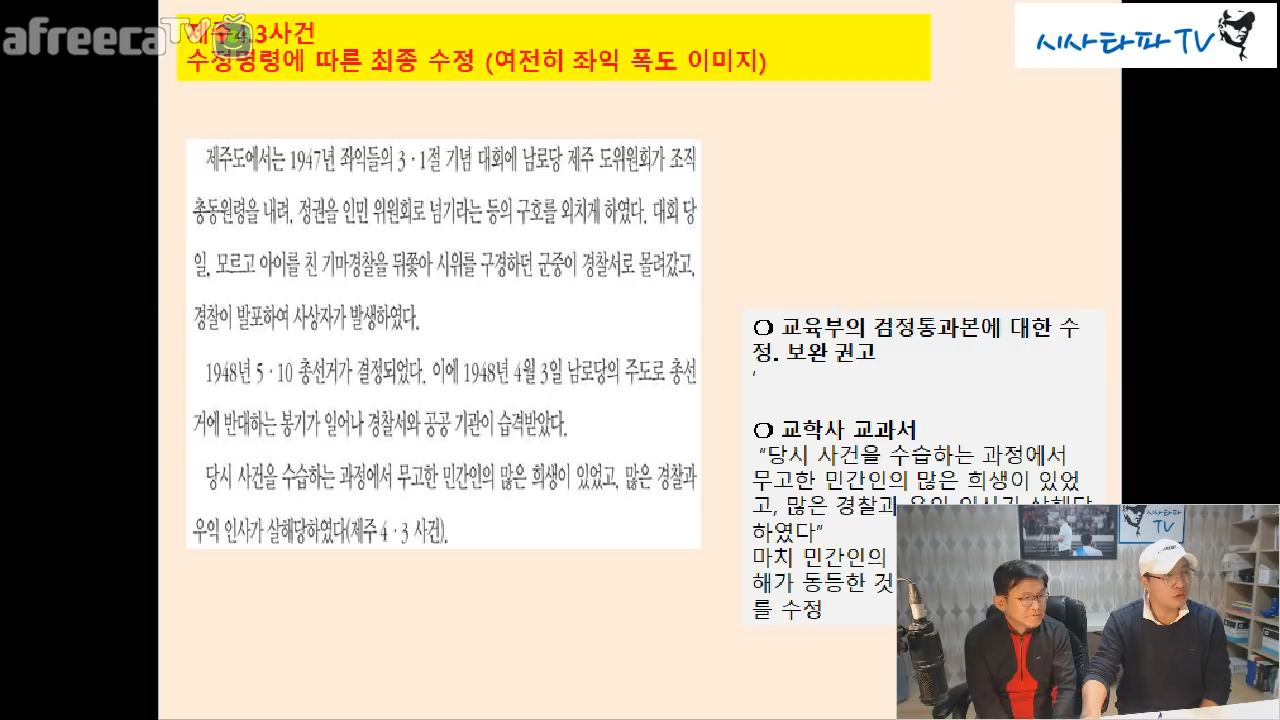 afreecaTV
제주4.3사건
수정명령에 따른 최종 수정 (여전히 좌익 폭도 이미지)
시사타파TV
제주도에서는 1947년 좌익들의 3·1절 기념 대회에 남로당 제주 도위원회가 조직
총동원령을 내려, 정권을 인민 위원회로 넘기라는 등의 구호를 외치게 하였다. 대회 당
일, 모르고 아이를 친 기마경찰을 뒤쫓아 시위를 구경하던 군중이 경찰서로 몰려갔고,
경찰이 발포하여 사상자가 발생하였다.
1948년 5·10 총선거가 결정되었다. 이에 1948년 4월 3일 남로당의 주도로 총선
거에 반대하는 봉기가 일어나 경찰서와 공공 기관이 습격받았다.
당시 사건을 수습하는 과정에서 무고한 민간인의 많은 희생이 있었고, 많은 경찰과
우익 인사가 살해당하였다(제주 4·3 사건).
○ 교육부의 검정통과본에 대한 수
정. 보완 권고
'
○ 교학사 교과서
"당시 사건을 수습하는 과정에서
무고한 민간인의 많은 희생이 있었
고, 많은 경찰과
하였다"
마치 민간인의
해가 동등한 것
를 수정
시사타파
TV